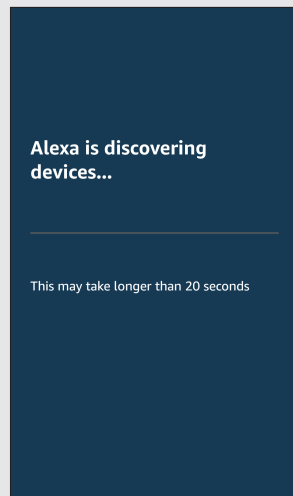 Alexa is discovering
devices...
This may take longer than 20 seconds